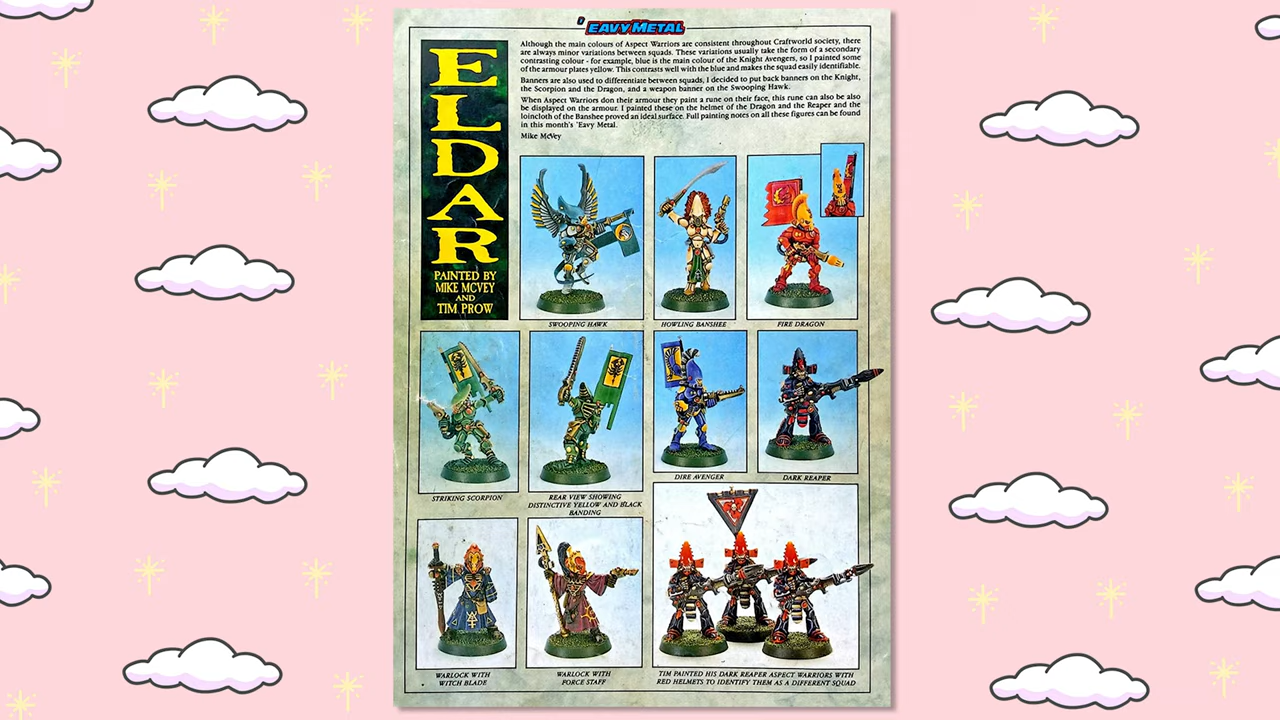 'EAVY METAL
ELDAR
PAINTED BY
MIKE MCVEY
AND
TIM PROW
Although the main colours of Aspect Warriors are consistent throughout Craftworld society, there
are always minor variations between squads. These variations usually take the form of a secondary
contrasting colour - for example, blue is the main colour of the Knight Avengers, so I painted some
of the armour plates yellow. This contrasts well with the blue and makes the squad easily identifiable.
Banners are also used to differentiate between squads, I decided to put back banners on the Knight,
the Scorpion and the Dragon, and a weapon banner on the Swooping Hawk.
When Aspect Warriors don their armour they paint a rune on their face, this rune can also be also
be displayed on the armour. I painted these on the helmet of the Dragon and the Reaper and the
loincloth of the Banshee proved an ideal surface. Full painting notes on all these figures can be found
in this month's 'Eavy Metal.
Mike McVey
SWOOPING HAWK
HOWLING BANSHEE
FIRE DRAGON
STRIKING SCORPION
REAR VIEW SHOWING
DISTINCTIVE YELLOW AND BLACK
BANDING
DIRE AVENGER
DARK REAPER
WARLOCK WITH
WITCH BLADE
WARLOCK WITH
FORCE STAFF
TIM PAINTED HIS DARK REAPER ASPECT WARRIORS WITH
RED HELMETS TO IDENTIFY THEM AS A DIFFERENT SQUAD